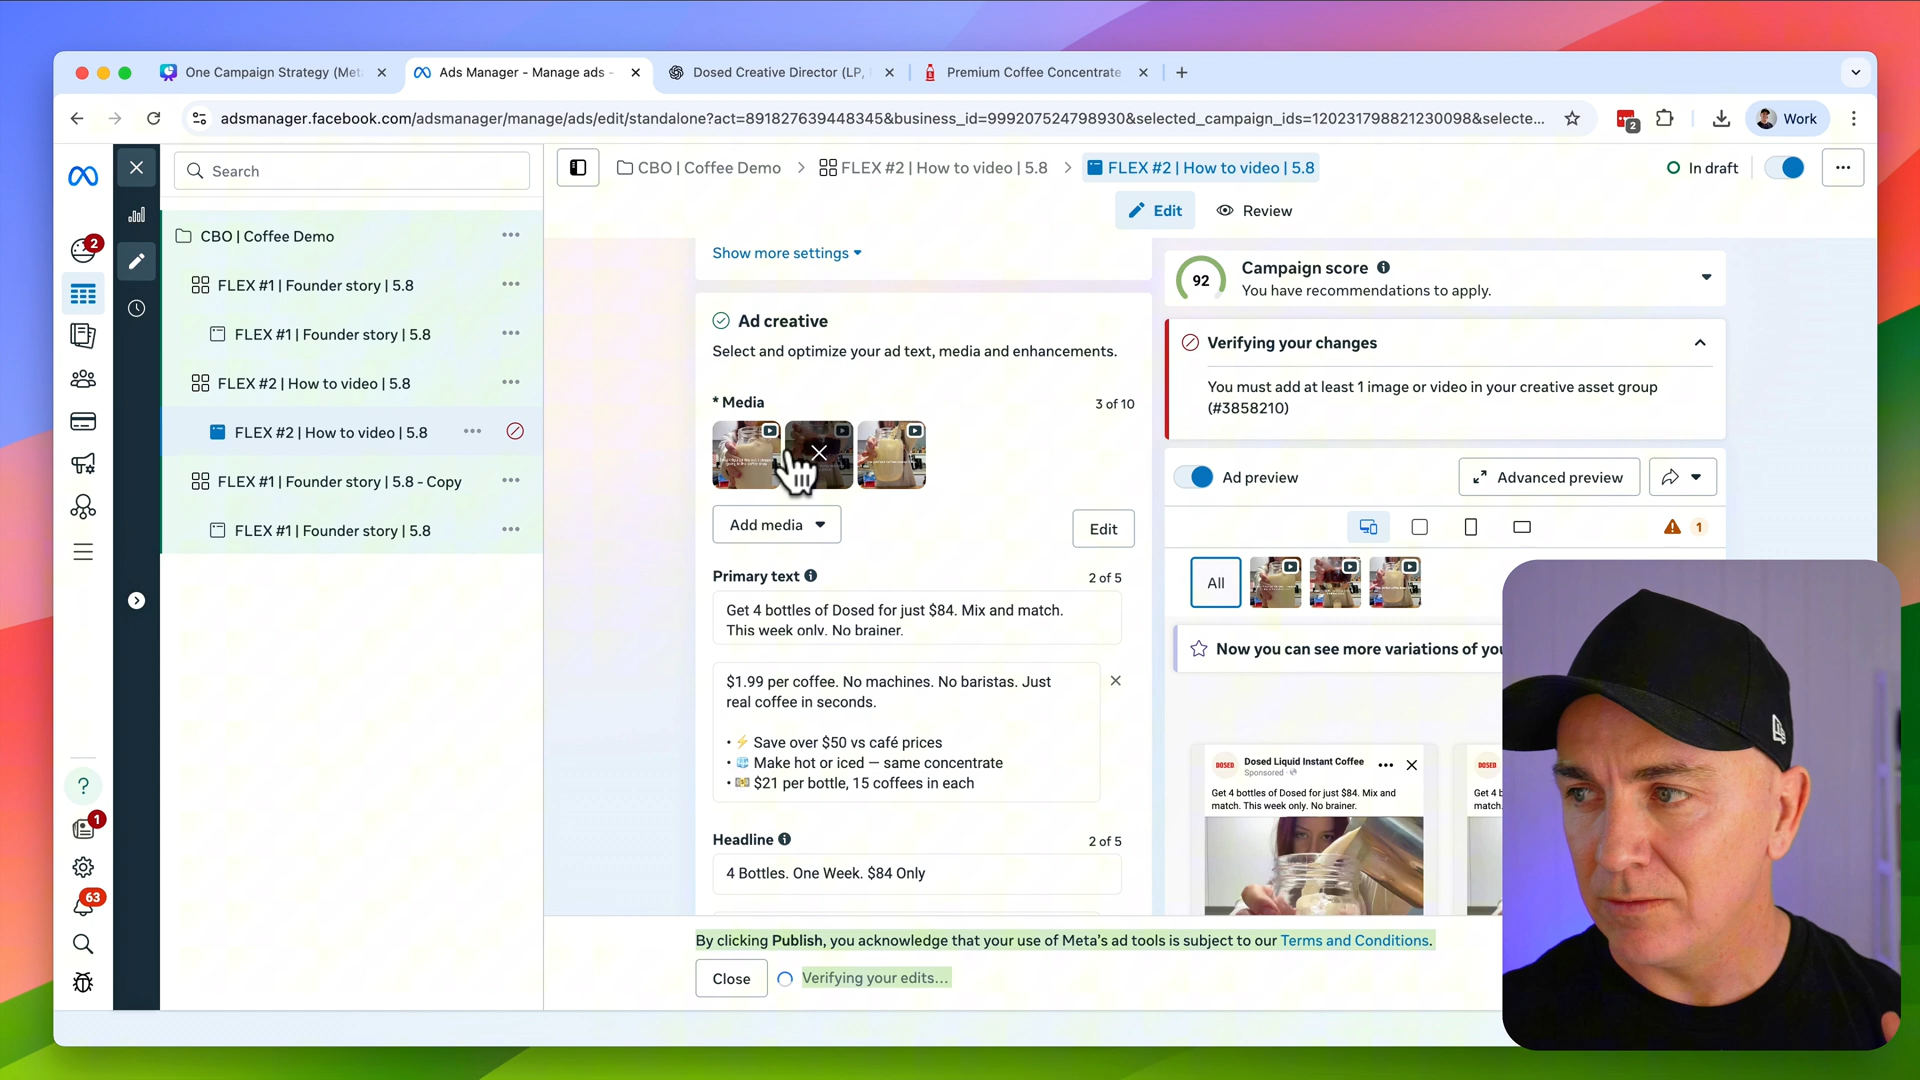 One Campaign Strategy (Met
Ads Manager - Manage ads -
Dosed Creative Director (LP,
Premium Coffee Concentrate
adsmanager.facebook.com/adsmanager/manage/ads/edit/standalone?act=891827639448345&business_id=999207524798930&selected_campaign_ids=120231798821230098&selecte...
2
Work
Search
CBO | Coffee Demo
FLEX #2 | How to video | 5.8
FLEX #2 | How to video | 5.8
In draft
Edit
Review
2
CBO | Coffee Demo
FLEX #1 | Founder story | 5.8
FLEX #1 | Founder story | 5.8
FLEX #2 | How to video | 5.8
FLEX #2 | How to video | 5.8
FLEX #1 | Founder story | 5.8 - Copy
FLEX #1 | Founder story | 5.8
1
63
Show more settings
Ad creative
Select and optimize your ad text, media and enhancements.
* Media
3 of 10
Add media
Edit
Primary text
2 of 5
Get 4 bottles of Dosed for just $84. Mix and match.
This week only. No brainer.
$1.99 per coffee. No machines. No baristas. Just
real coffee in seconds.
• ⚡ Save over $50 vs café prices
• 🧊 Make hot or iced — same concentrate
• 💵 $21 per bottle, 15 coffees in each
Headline
2 of 5
4 Bottles. One Week. $84 Only
92
Campaign score
You have recommendations to apply.
Verifying your changes
You must add at least 1 image or video in your creative asset group
(#3858210)
Ad preview
Advanced preview
1
All
Now you can see more variations of you
DOSED
Dosed Liquid Instant Coffee
Sponsored
Get 4 bottles of Dosed for just $84. Mix and
match. This week only. No brainer.
DOSED
Get 4 b
match.
By clicking Publish, you acknowledge that your use of Meta's ad tools is subject to our Terms and Conditions.
Close
Verifying your edits...